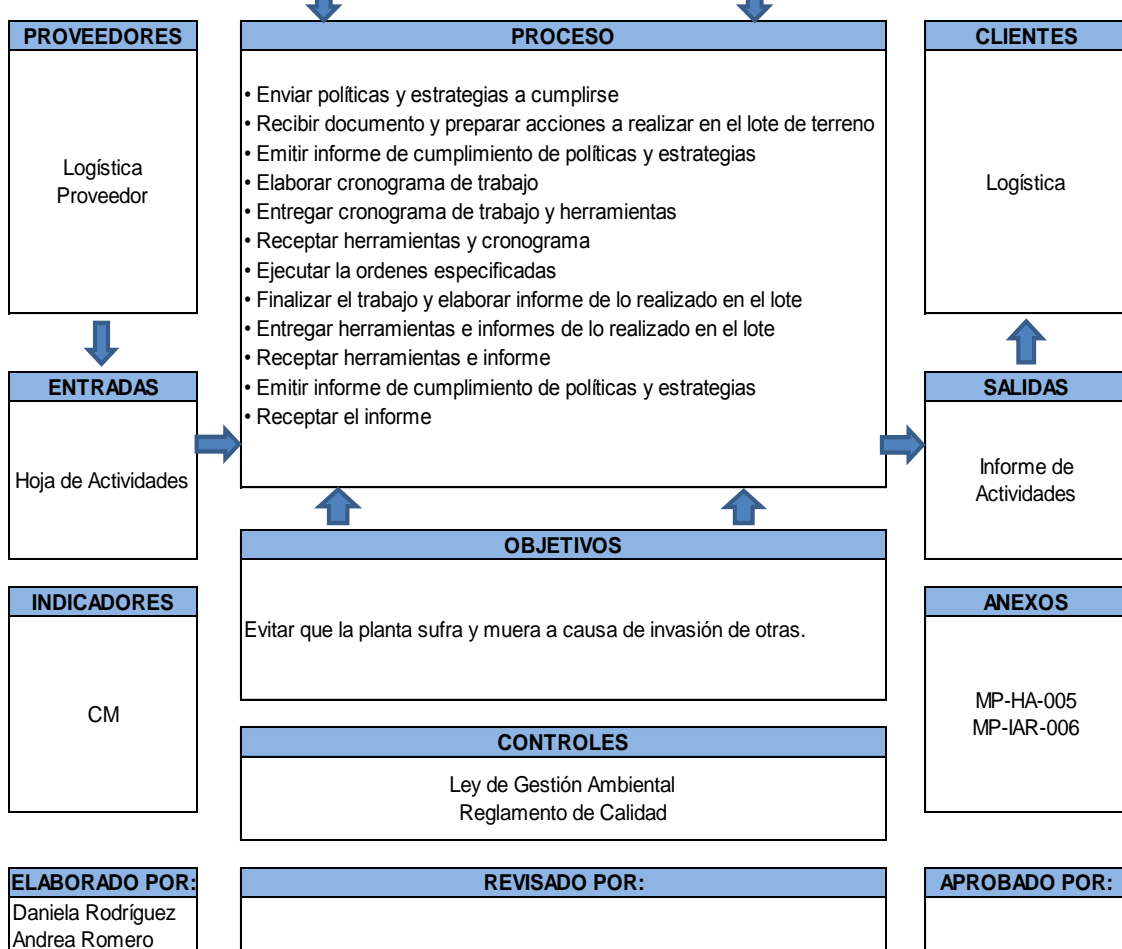 PROVEEDORES
Logística
Proveedor
PROCESO
• Enviar políticas y estrategias a cumplirse
• Recibir documento y preparar acciones a realizar en el lote de terreno
• Emitir informe de cumplimiento de políticas y estrategias
• Elaborar cronograma de trabajo
• Entregar cronograma de trabajo y herramientas
• Receptar herramientas y cronograma
• Ejecutar la ordenes especificadas
• Finalizar el trabajo y elaborar informe de lo realizado en el lote
• Entregar herramientas e informes de lo realizado en el lote
• Receptar herramientas e informe
• Emitir informe de cumplimiento de políticas y estrategias
• Receptar el informe
CLIENTES
Logística
ENTRADAS
Hoja de Actividades
SALIDAS
Informe de
Actividades
OBJETIVOS
Evitar que la planta sufra y muera a causa de invasión de otras.
INDICADORES
CM
ANEXOS
MP-HA-005
MP-IAR-006
CONTROLES
Ley de Gestión Ambiental
Reglamento de Calidad
ELABORADO POR:
Daniela Rodríguez
Andrea Romero
REVISADO POR:
APROBADO POR: